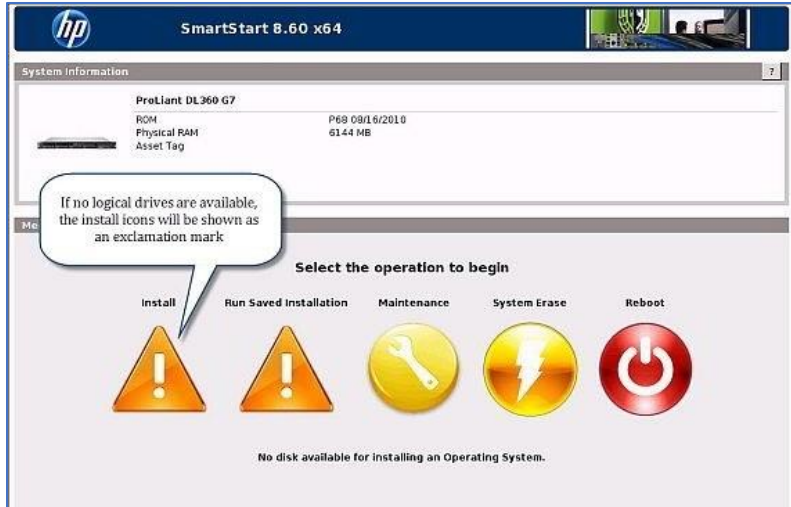 hp
SmartStart 8.60 x64
System Information
?
ProLiant DL360 G7
ROM P68 08/16/2010
Physical RAM 6144 MB
Asset Tag
If no logical drives are available,
the install icons will be shown as
an exclamation mark
Me
Select the operation to begin
Install Run Saved Installation Maintenance System Erase Reboot
No disk available for installing an Operating System.